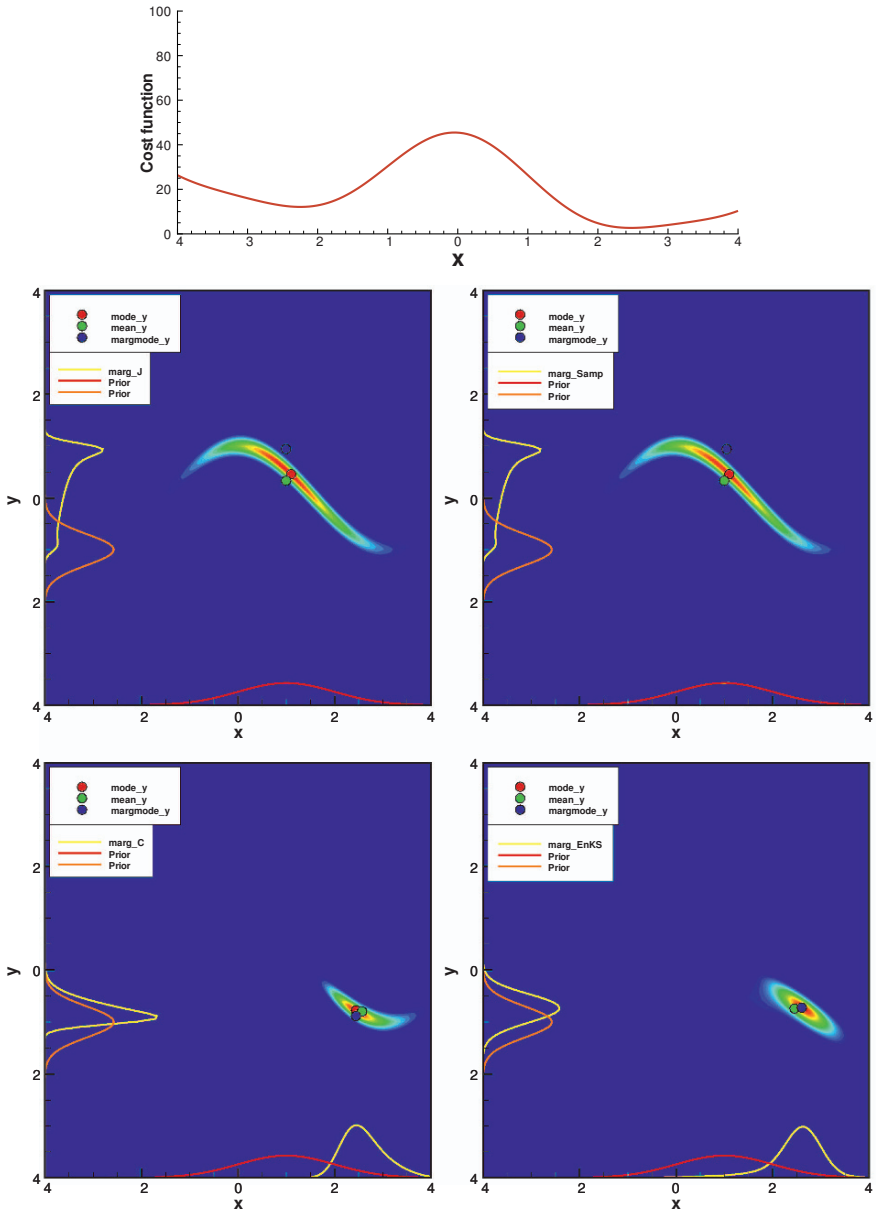 100
80
60
40
20
0
Cost function
4 3 2 1 0 1 2 3 4
X
4
2
0
2
4
y
mode_y
mean_y
margmode_y
marg_J
Prior
Prior
4 2 0 2 4
x
4
2
0
2
4
y
mode_y
mean_y
margmode_y
marg_Samp
Prior
Prior
4 2 0 2 4
x
4
2
0
2
4
y
mode_y
mean_y
margmode_y
marg_C
Prior
Prior
4 2 0 2 4
x
4
2
0
2
4
y
mode_y
mean_y
margmode_y
marg_EnKS
Prior
Prior
4 2 0 2 4
x